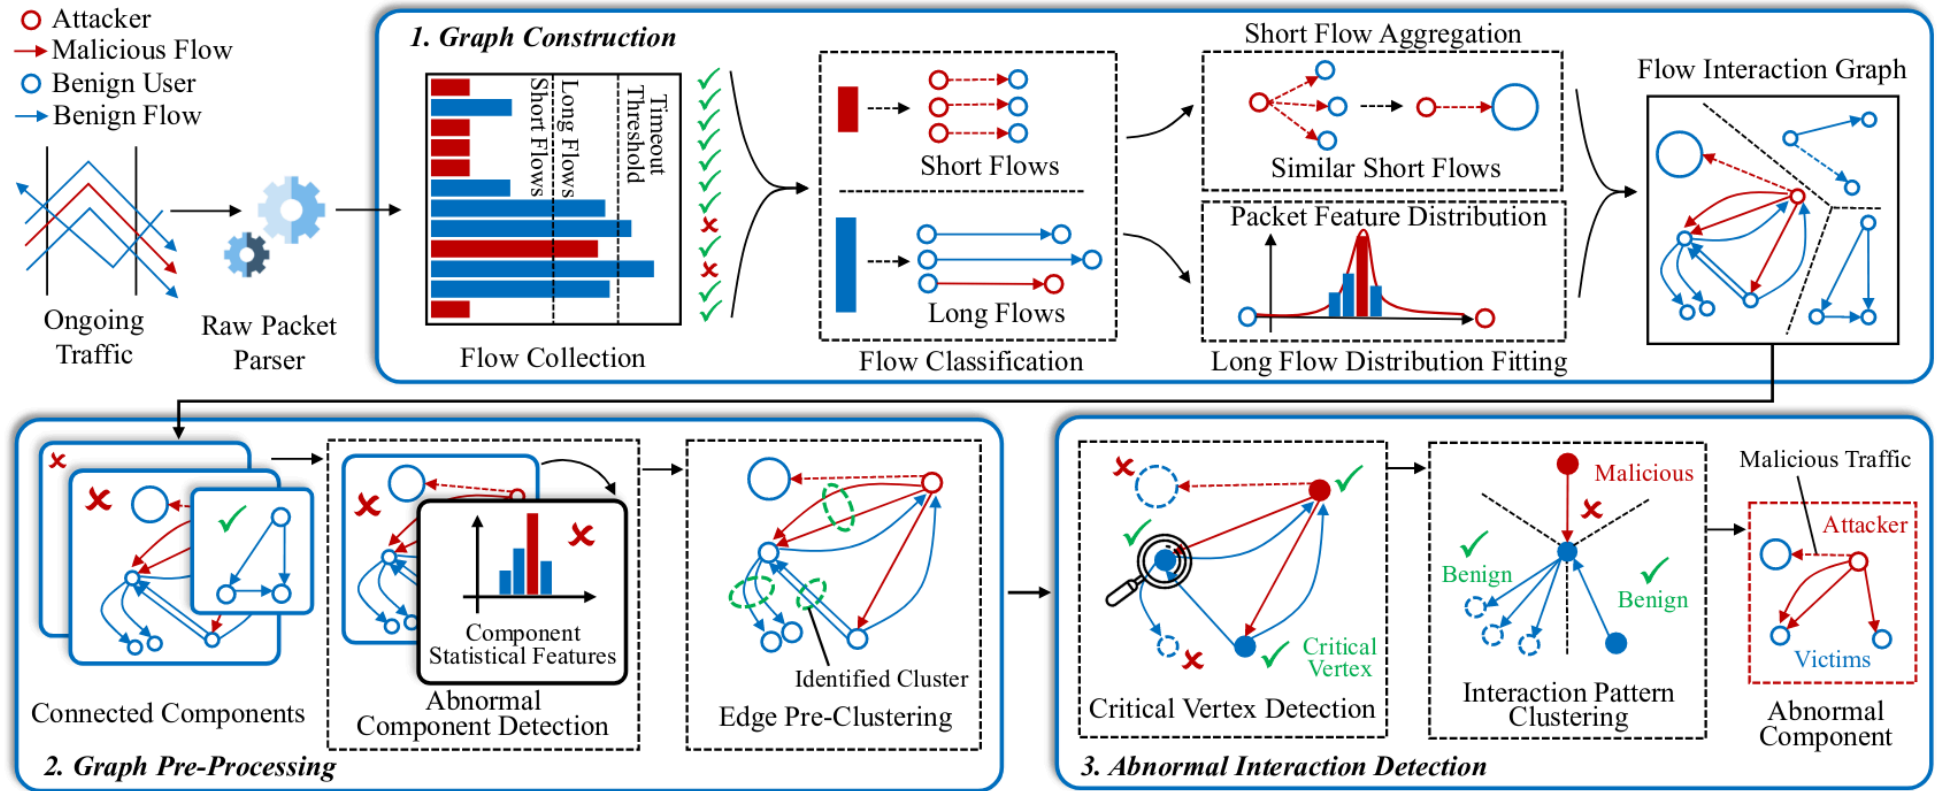 Attacker
Malicious Flow
Benign User
Benign Flow
Ongoing
Traffic
Raw Packet
Parser
1. Graph Construction
Short Flows
Long Flows
Timeout
Threshold
Flow Collection
Short Flows
Long Flows
Flow Classification
Short Flow Aggregation
Similar Short Flows
Packet Feature Distribution
Long Flow Distribution Fitting
Flow Interaction Graph
Connected Components
Component
Statistical Features
Abnormal
Component Detection
Identified Cluster
Edge Pre-Clustering
2. Graph Pre-Processing
Critical
Vertex
Critical Vertex Detection
Malicious
Benign
Benign
Interaction Pattern
Clustering
Malicious Traffic
Attacker
Victims
Abnormal
Component
3. Abnormal Interaction Detection